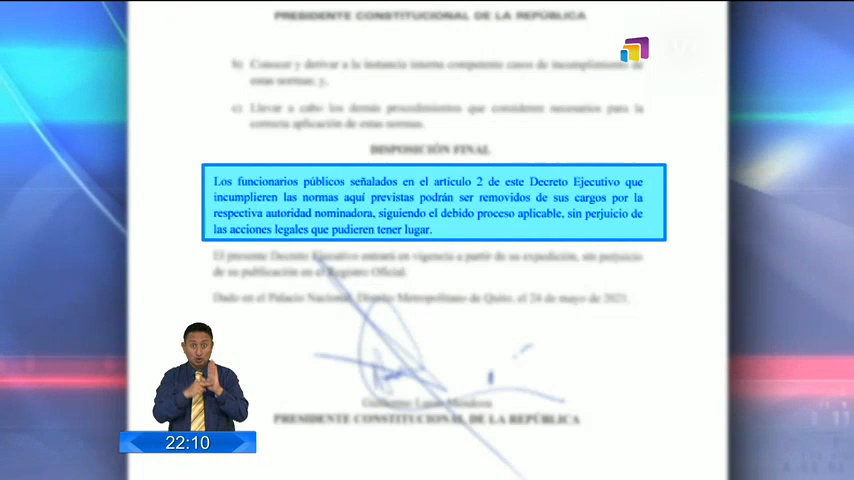 PRESIDENTE CONSTITUCIONAL DE LA REPÚBLICA
b) Conocer y derivar a la instancia interna competente casos de incumplimiento de
estas normas; y,
c) Llevar a cabo los demás procedimientos que consideren necesarios para la
correcta aplicación de estas normas.
DISPOSICIÓN FINAL
Los funcionarios públicos señalados en el artículo 2 de este Decreto Ejecutivo que
incumplieren las normas aquí previstas podrán ser removidos de sus cargos por la
respectiva autoridad nominadora, siguiendo el debido proceso aplicable, sin perjuicio de
las acciones legales que pudieren tener lugar.
El presente Decreto Ejecutivo entrará en vigencia a partir de su expedición, sin perjuicio
de su publicación en el Registro Oficial.
Dado en el Palacio Nacional, Distrito Metropolitano de Quito, el 24 de mayo de 2021.
Guillermo Lasso Mendoza
PRESIDENTE CONSTITUCIONAL DE LA REPÚBLICA
22:10